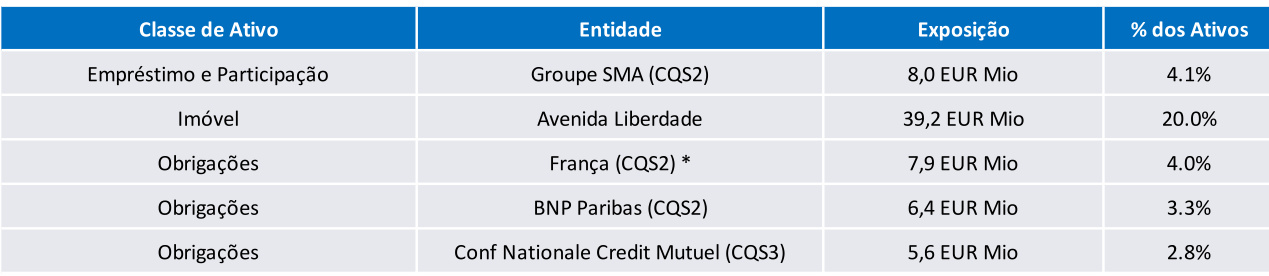 Classe de Ativo Entidade Exposição % dos Ativos
Empréstimo e Participação Groupe SMA (CQS2) 8,0 EUR Mio 4.1%
Imóvel Avenida Liberdade 39,2 EUR Mio 20.0%
Obrigações França (CQS2) * 7,9 EUR Mio 4.0%
Obrigações BNP Paribas (CQS2) 6,4 EUR Mio 3.3%
Obrigações Conf Nationale Credit Mutuel (CQS3) 5,6 EUR Mio 2.8%